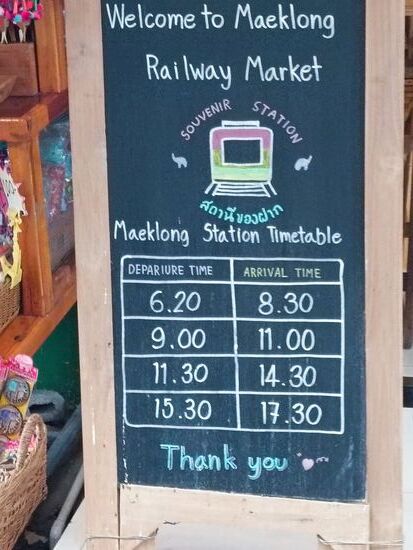 Welcome to Maeklong
Railway Market
SOUVENIR STATION
สถานีของฝาก
Maeklong Station Timetable
DEPARIURE TIME ARRIVAL TIME
6.20 8.30
9.00 11.00
11.30 14.30
15.30 17.30
Thank you